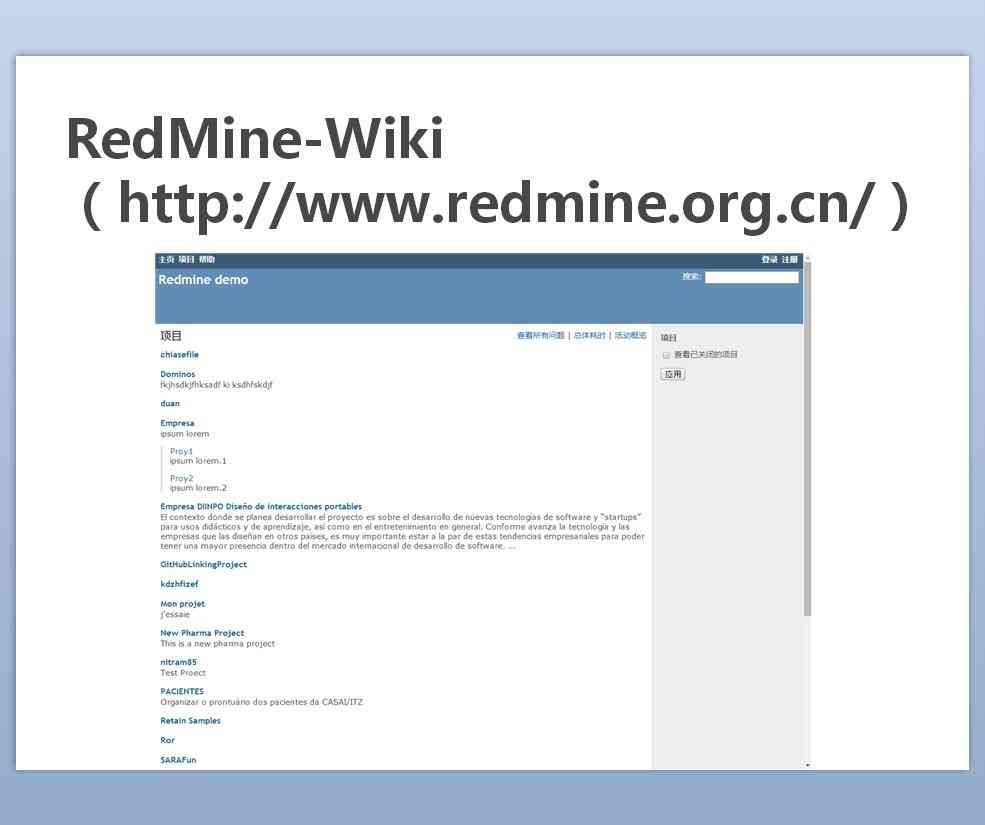 RedMine-Wiki
（http://www.redmine.org.cn/）
主页 项目 帮助 登录 注册
Redmine demo 搜索:
项目 查看所有问题 | 总体耗时 | 活动概览
项目
查看已关闭的项目
应用
chiasefile
Dominos
fkjhsdkjfhksadf ki ksdhfskdjf
duan
Empresa
ipsum lorem
Proy1
ipsum lorem.1
Proy2
ipsum lorem.2
Empresa DIINPO Diseño de interacciones portables
El contexto donde se planea desarrollar el proyecto es sobre el desarrollo de nuevas tecnologías de software y "startups"
para usos didácticos y de aprendizaje, así como en el entretenimiento en general. Conforme avanza la tecnología y las
empresas que las diseñan en otros países, es muy importante estar a la par de estas tendencias empresariales para poder
tener una mayor presencia dentro del mercado internacional de desarrollo de software. ...
GitHubLinkingProject
kdzhfizef
Mon projet
j'essaie
New Pharma Project
This is a new pharma project
nitram85
Test Proect
PACIENTES
Organizar o prontuário dos pacientes da CASAI/ITZ
Retain Samples
Ror
SARAFun